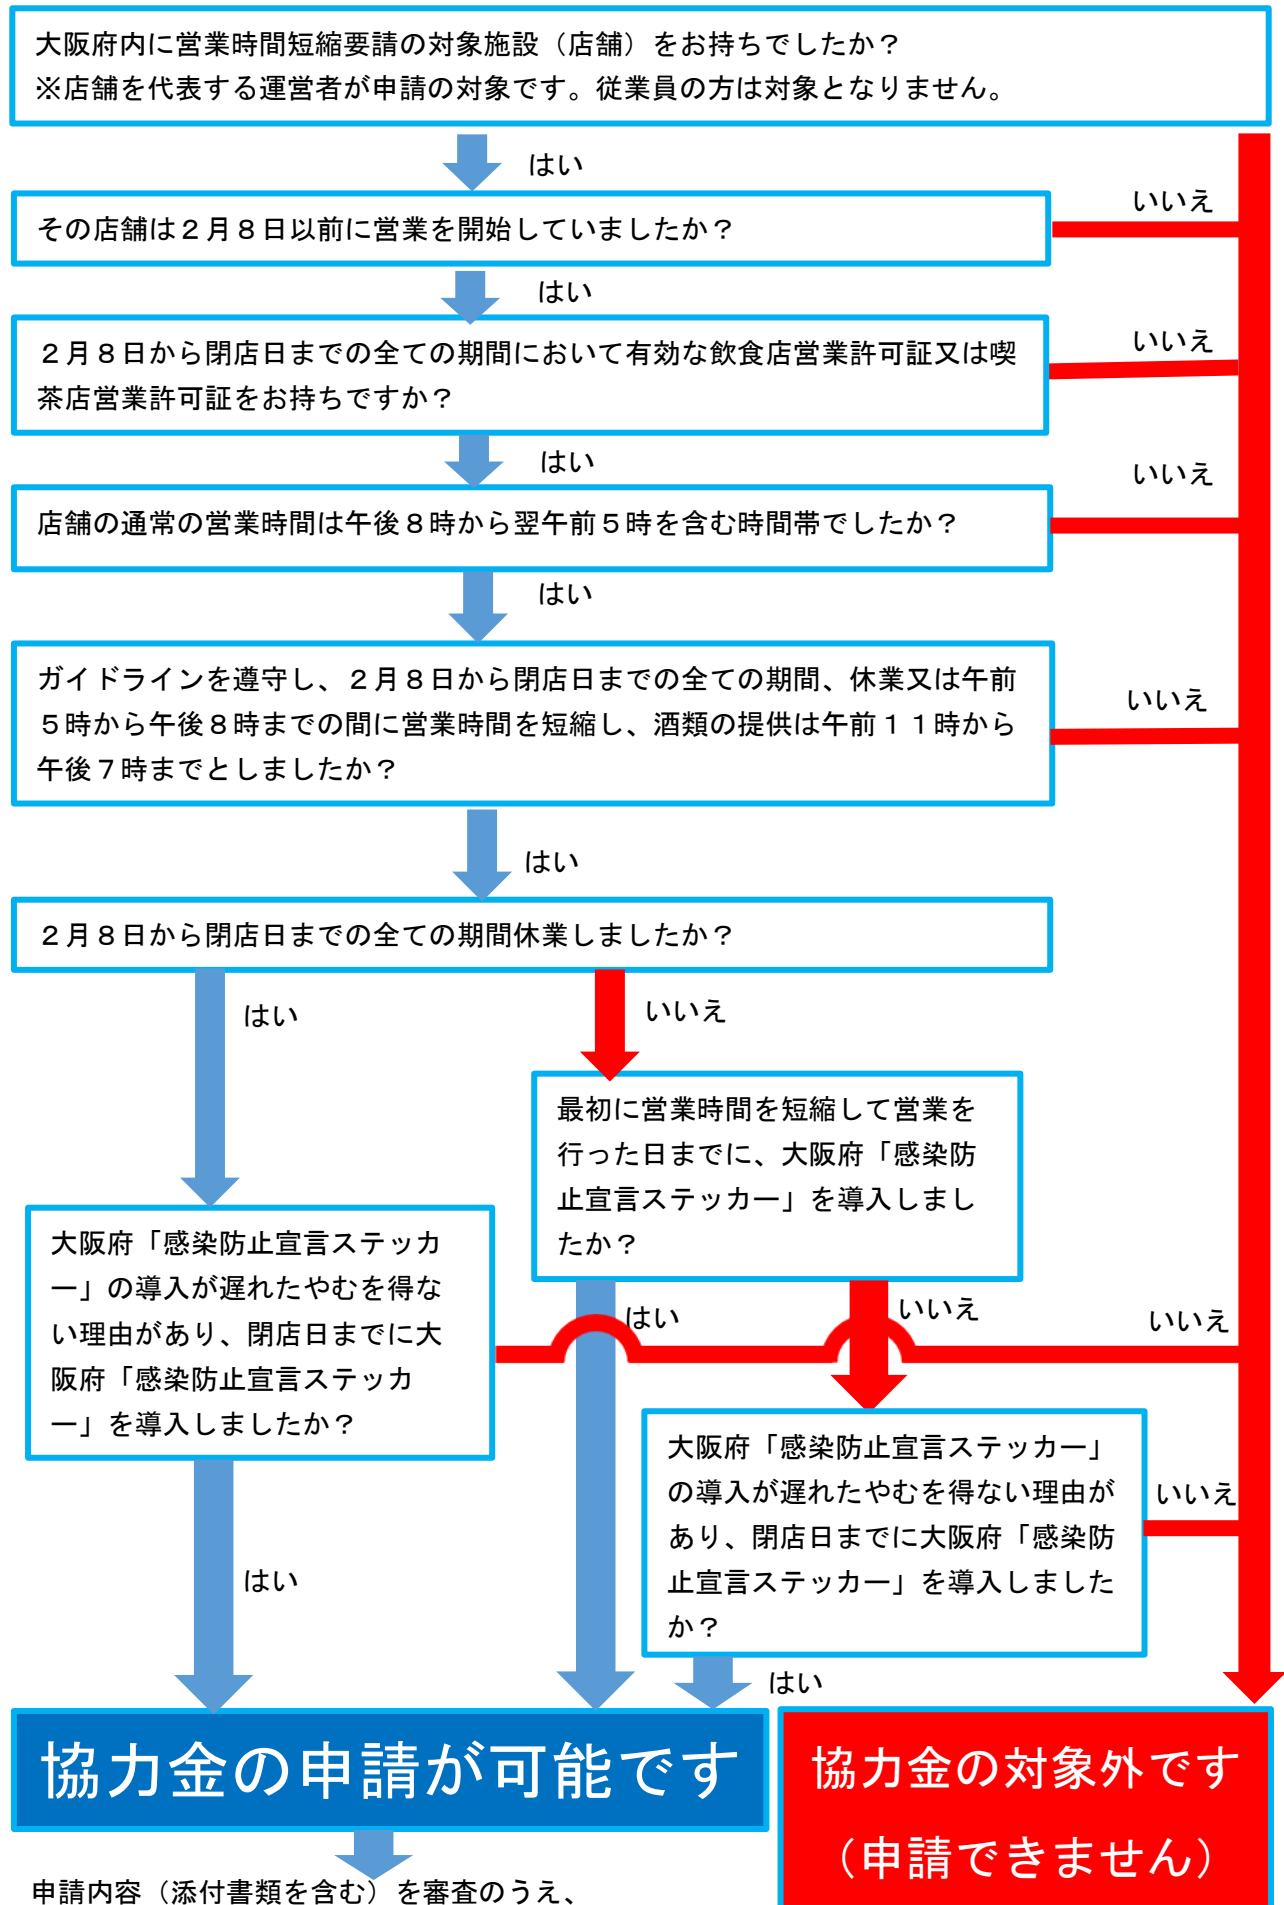 大阪府内に営業時間短縮要請の対象施設（店舗）をお持ちでしたか？
※店舗を代表する運営者が申請の対象です。従業員の方は対象となりません。
はい
いいえ
その店舗は２月８日以前に営業を開始していましたか？
はい
２月８日から閉店日までの全ての期間において有効な飲食店営業許可証又は喫
茶店営業許可証をお持ちですか？
いいえ
はい
いいえ
店舗の通常の営業時間は午後８時から翌午前５時を含む時間帯でしたか？
はい
ガイドラインを遵守し、２月８日から閉店日までの全ての期間、休業又は午前
５時から午後８時までの間に営業時間を短縮し、酒類の提供は午前１１時から
午後７時までとしましたか？
いいえ
はい
２月８日から閉店日までの全ての期間休業しましたか？
はい
いいえ
最初に営業時間を短縮して営業を
行った日までに、大阪府「感染防
止宣言ステッカー」を導入しまし
たか？
大阪府「感染防止宣言ステッカ
ー」の導入が遅れたやむを得な
い理由があり、閉店日までに大
阪府「感染防止宣言ステッカ
ー」を導入しましたか？
はい
いいえ
いいえ
大阪府「感染防止宣言ステッカー」
の導入が遅れたやむを得ない理由が
あり、閉店日までに大阪府「感染防
止宣言ステッカー」を導入しました
か？
いいえ
はい
はい
協力金の申請が可能です
協力金の対象外です
（申請できません）
申請内容（添付書類を含む）を審査のうえ、